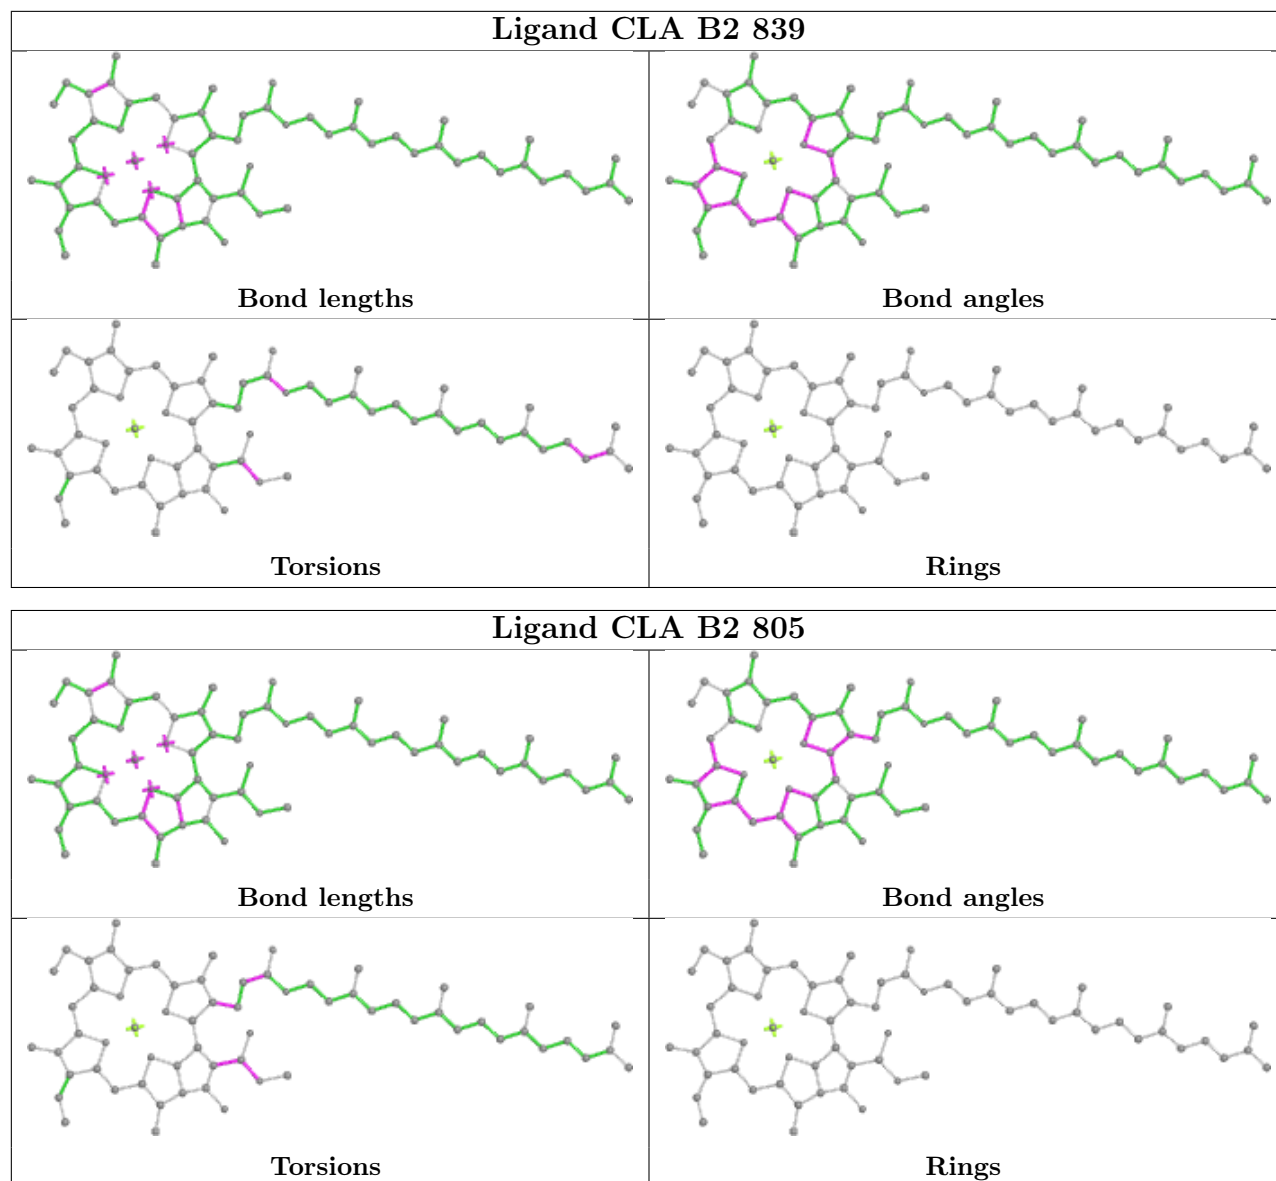 Ligand CLA B2 839
Bond lengths
Bond angles
Torsions
Rings
Ligand CLA B2 805
Bond lengths
Bond angles
Torsions
Rings